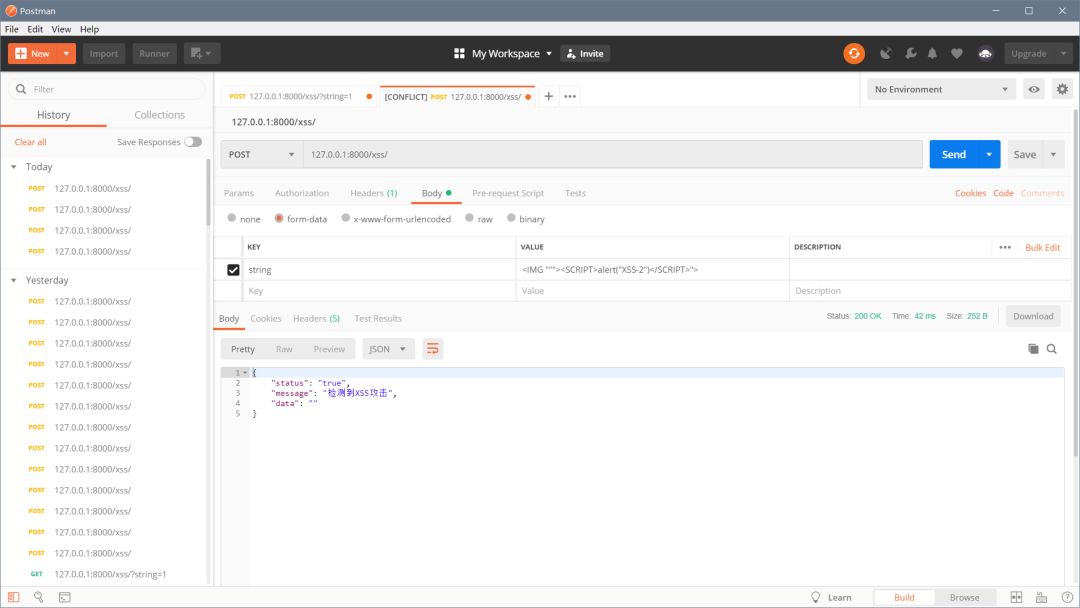 Postman
File Edit View Help
New Import Runner My Workspace Invite Upgrade
Filter
History Collections
Clear all Save Responses
Today
POST 127.0.0.1:8000/xss/
POST 127.0.0.1:8000/xss/
POST 127.0.0.1:8000/xss/
POST 127.0.0.1:8000/xss/
Yesterday
POST 127.0.0.1:8000/xss/
POST 127.0.0.1:8000/xss/
POST 127.0.0.1:8000/xss/
POST 127.0.0.1:8000/xss/
POST 127.0.0.1:8000/xss/
POST 127.0.0.1:8000/xss/
POST 127.0.0.1:8000/xss/
POST 127.0.0.1:8000/xss/
POST 127.0.0.1:8000/xss/
POST 127.0.0.1:8000/xss/
POST 127.0.0.1:8000/xss/
POST 127.0.0.1:8000/xss/
POST 127.0.0.1:8000/xss/
GET 127.0.0.1:8000/xss/?string=1
POST 127.0.0.1:8000/xss/?string=1 [CONFLICT] POST 127.0.0.1:8000/xss/ No Environment
127.0.0.1:8000/xss/
POST 127.0.0.1:8000/xss/ Send Save
Params Authorization Headers (1) Body Pre-request Script Tests Cookies Code Comments
none form-data x-www-form-urlencoded raw binary
KEY VALUE DESCRIPTION Bulk Edit
string <IMG """><SCRIPT>alert("XSS-2")</SCRIPT>">
Key Value Description
Body Cookies Headers (5) Test Results Status: 200 OK Time: 42 ms Size: 252 B Download
Pretty Raw Preview JSON
1 {
2 "status": "true",
3 "message": "检测到XSS攻击",
4 "data": ""
5 }
Learn Build Browse